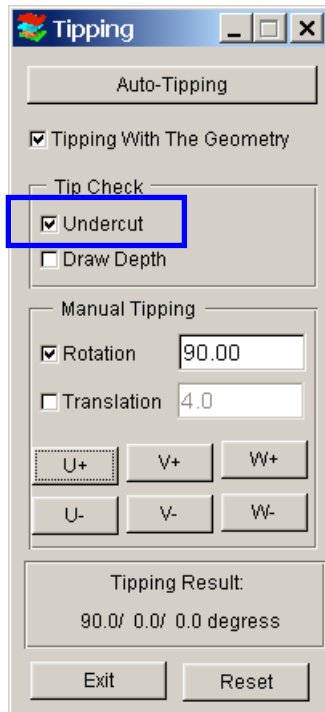 Tipping
Auto-Tipping
Tipping With The Geometry
Tip Check
Undercut
Draw Depth
Manual Tipping
Rotation 90.00
Translation 4.0
U+ V+ W+
U- V- W-
Tipping Result:
90.0/ 0.0/ 0.0 degress
Exit Reset